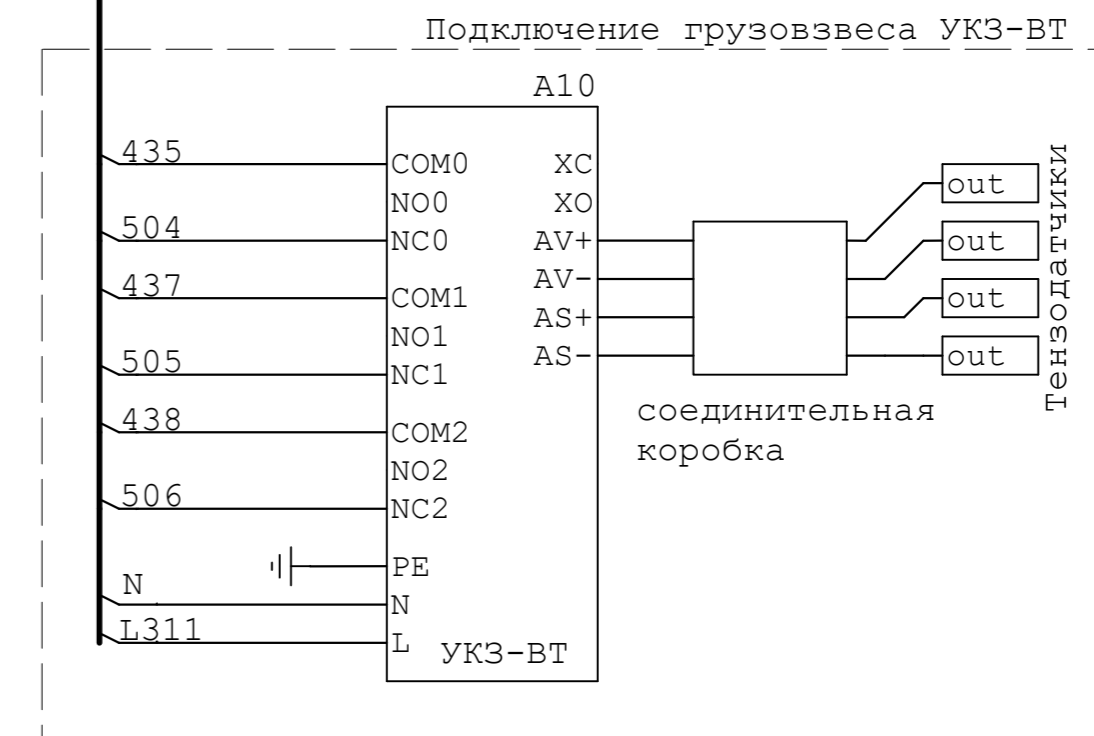 Подключение грузовзвеса УКЗ-ВТ
A10
435
COM0
XC
NO0
XO
504
NC0
AV+
437
COM1
AV-
NO1
AS+
505
NC1
AS-
438
COM2
NO2
506
NC2
PE
N
N
L311
L
УКЗ-ВТ
соединительная
коробка
out
out
out
out
Тензодатчики